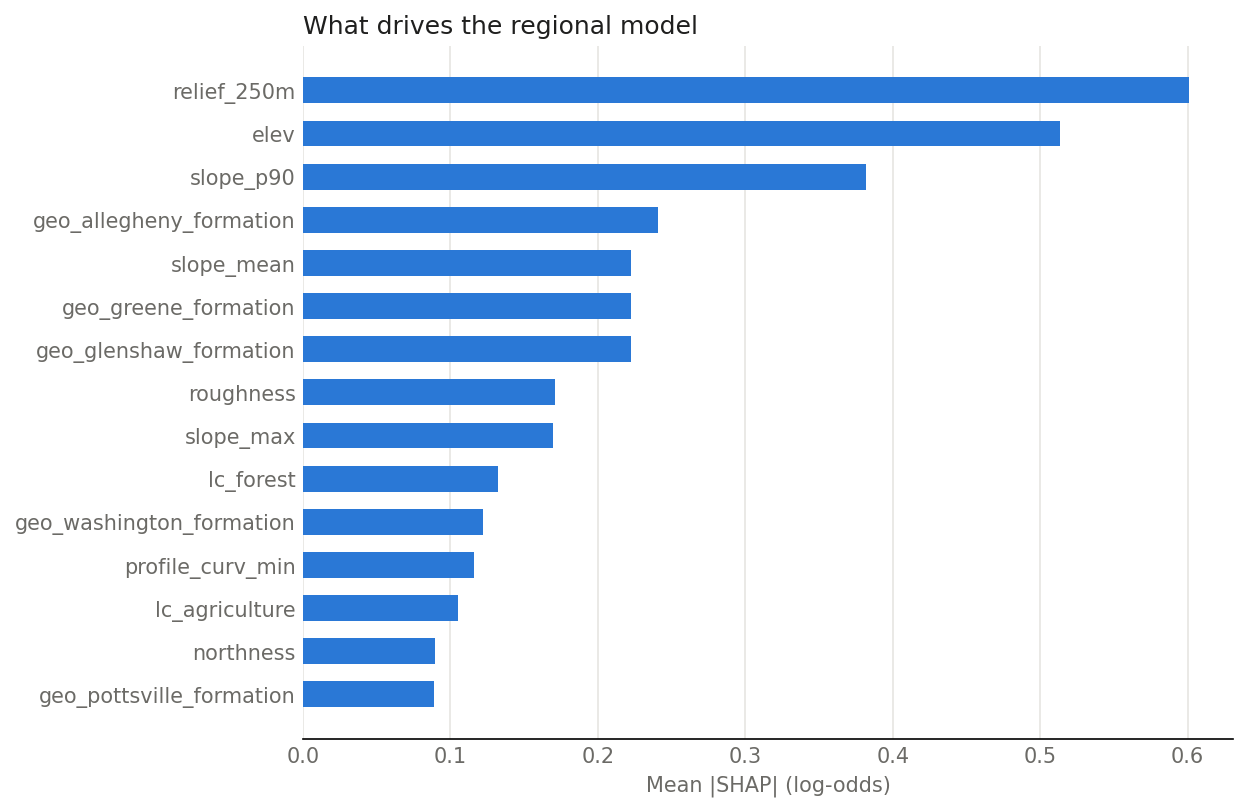 What drives the regional model
relief_250m
elev
slope_p90
geo_allegheny_formation
slope_mean
geo_greene_formation
geo_glenshaw_formation
roughness
slope_max
lc_forest
geo_washington_formation
profile_curv_min
lc_agriculture
northness
geo_pottsville_formation
0.0 0.1 0.2 0.3 0.4 0.5 0.6
Mean |SHAP| (log-odds)